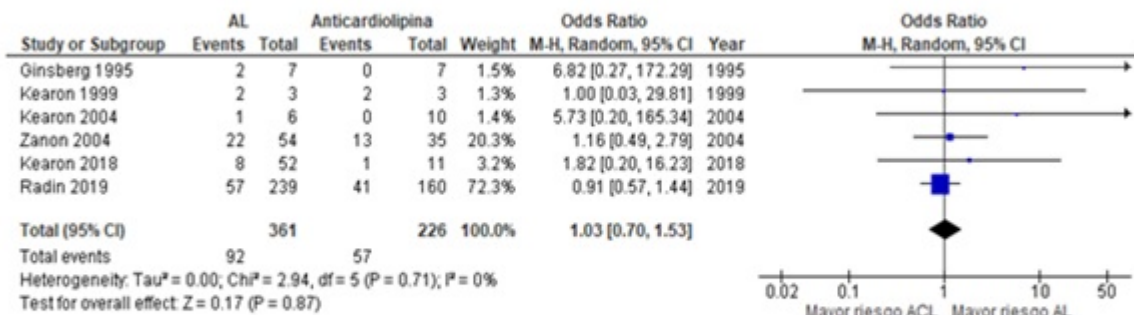 AL Anticardiolipina Odds Ratio Odds Ratio
Study or Subgroup Events Total Events Total Weight M-H, Random, 95% CI Year M-H, Random, 95% CI
Ginsberg 1995 2 7 0 7 1.5% 6.82 [0.27, 172.29] 1995
Kearon 1999 2 3 2 3 1.3% 1.00 [0.03, 29.81] 1999
Kearon 2004 1 6 0 10 1.4% 5.73 [0.20, 165.34] 2004
Zanon 2004 22 54 13 35 20.3% 1.16 [0.49, 2.79] 2004
Kearon 2018 8 52 1 11 3.2% 1.82 [0.20, 16.23] 2018
Radin 2019 57 239 41 160 72.3% 0.91 [0.57, 1.44] 2019
Total (95% CI) 361 226 100.0% 1.03 [0.70, 1.53]
Total events 92 57
Heterogeneity: Tau² = 0.00; Chi² = 2.94, df = 5 (P = 0.71); I² = 0%
Test for overall effect: Z = 0.17 (P = 0.87)
0.02 0.1 1 10 50
Mayor riesgo ACL Mayor riesgo AL